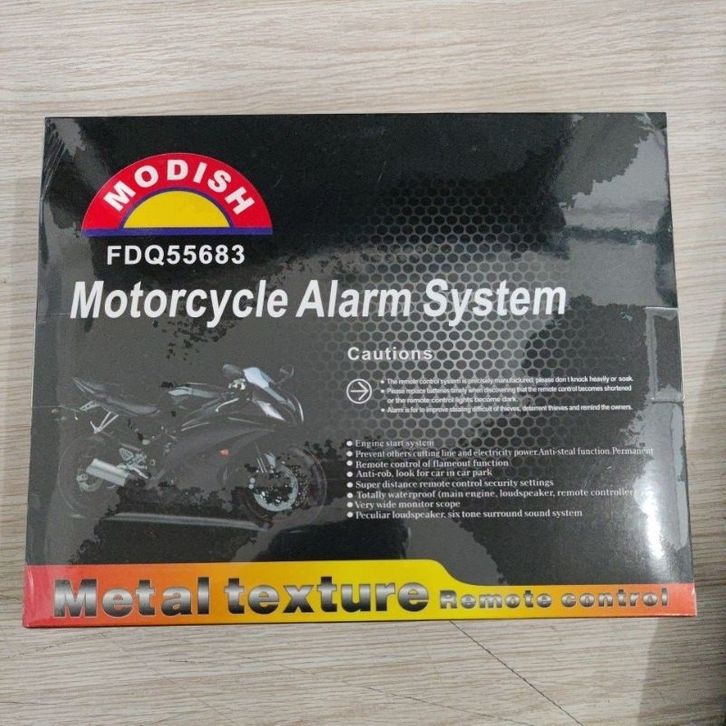 MODISH
FDQ55683
Motorcycle Alarm System
Cautions
● The remote control system is precisely manufactured, please don t knock heavily or soak.
● Please replace batteries timely when discovering that the remote control becomes shortened
or the remote control lights become dark.
● Alarm is for to improve stealing difficult of thieves, deterrent thieves and remind the owners.
● Engine start system
● Prevent others cutting line and electricity power.Anti-steal function.Permanent
● Remote control of flameout function
● Anti-rob, look for car in car park
● Super distance remote control security settings
● Totally waterproof (main engine, loudspeaker, remote controller)
● Very wide monitor scope
● Peculiar loudspeaker, six tone surround sound system
Metal texture Remote control